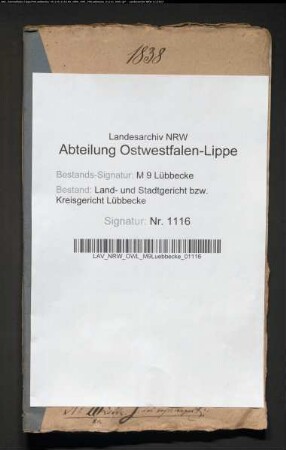 1838
Landesarchiv NRW
Abteilung Ostwestfalen-Lippe
Bestands-Signatur: M 9 Lübbecke
Bestand: Land- und Stadtgericht bzw.
Kreisgericht Lübbecke
Signatur: Nr. 1116
LAV_NRW_OWL_M9Luebbecke_01116